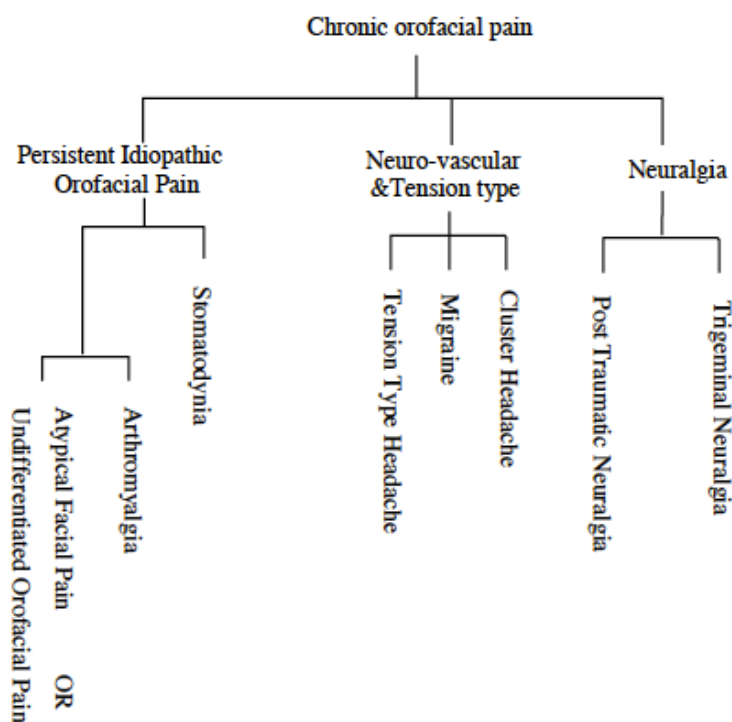 Chronic orofacial pain
Persistent Idiopathic
Orofacial Pain
Neuro-vascular
&Tension type
Neuralgia
Stomatodynia
Arthromyalgia
Atypical Facial Pain OR
Undifferentiated Orofacial Pain
Tension Type Headache
Migraine
Cluster Headache
Post Traumatic Neuralgia
Trigeminal Neuralgia